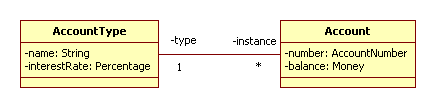 AccountType
-name: String
-interestRate: Percentage
-type
1
-instance
*
Account
-number: AccountNumber
-balance: Money